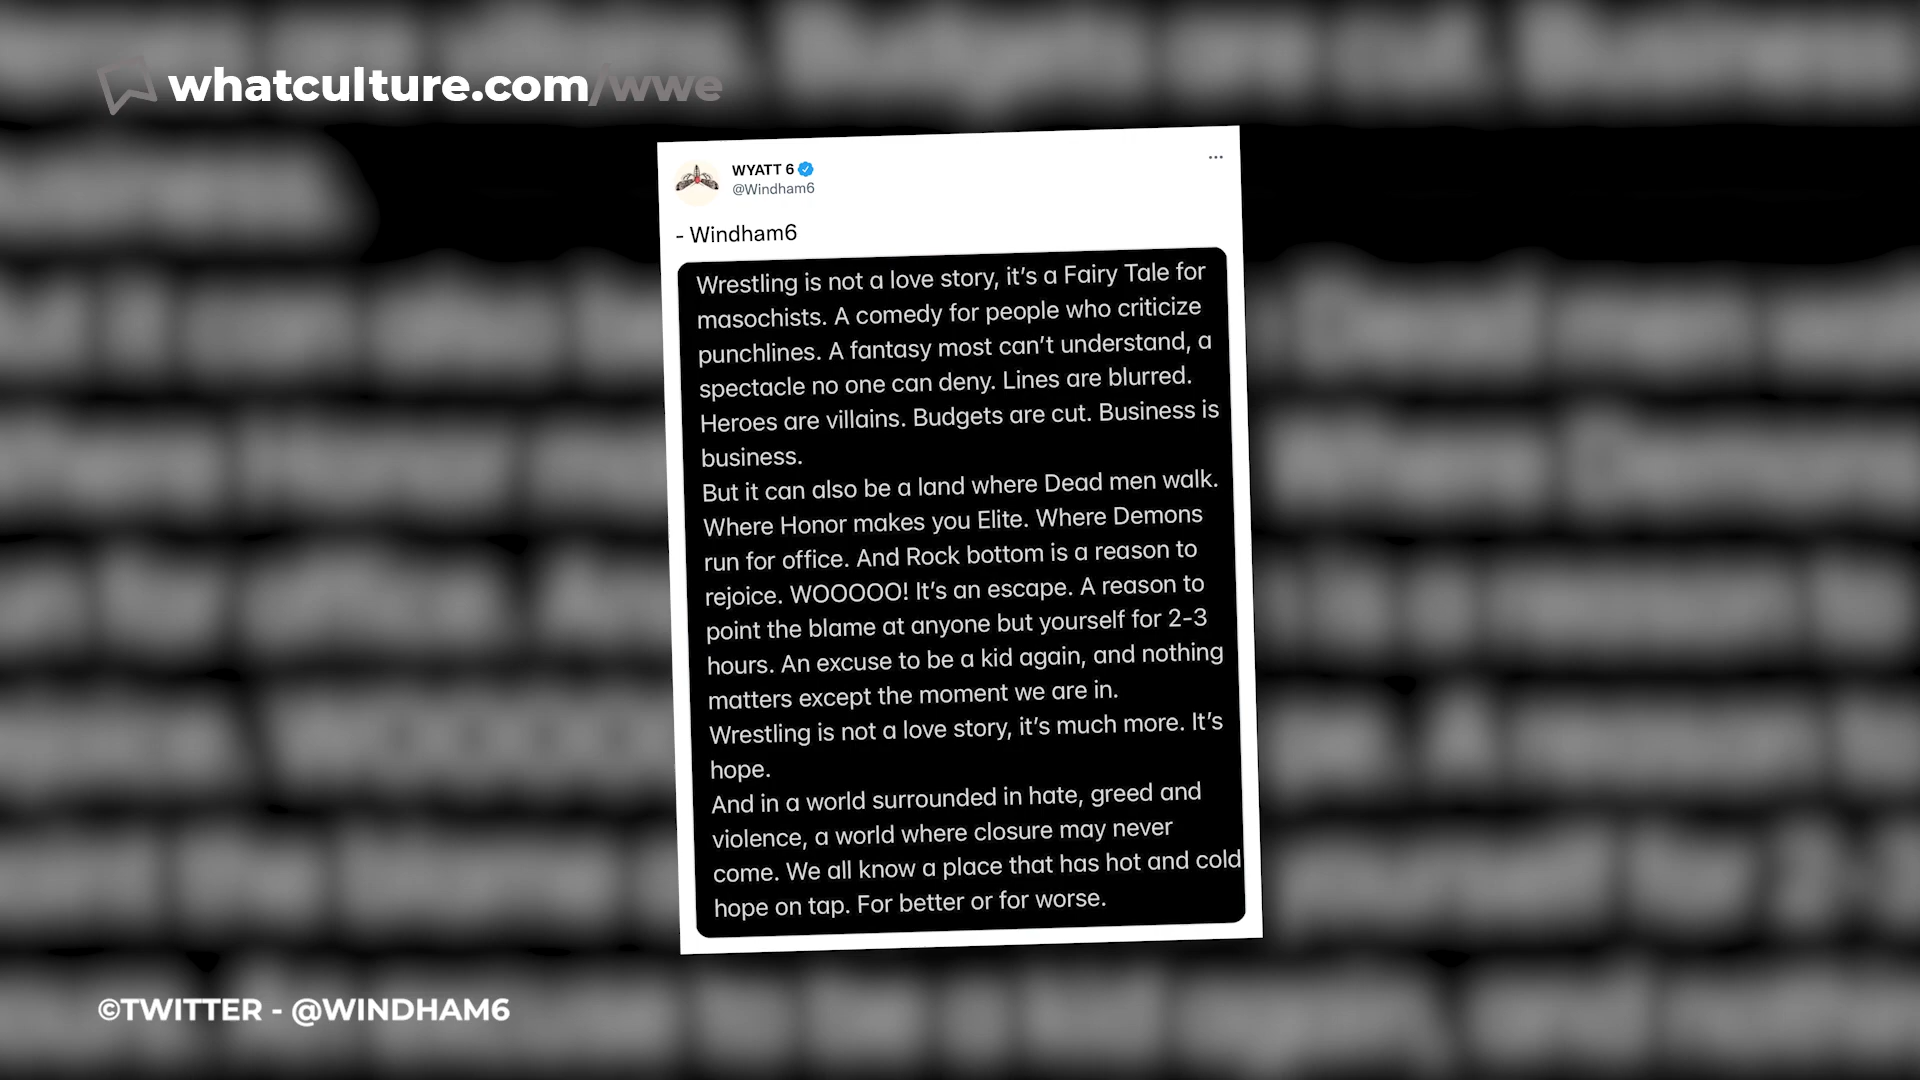 whatculture.com/wwe
WYATT 6
@Windham6
- Windham6
Wrestling is not a love story, it's a Fairy Tale for
masochists. A comedy for people who criticize
punchlines. A fantasy most can't understand, a
spectacle no one can deny. Lines are blurred.
Heroes are villains. Budgets are cut. Business is
business.
But it can also be a land where Dead men walk.
Where Honor makes you Elite. Where Demons
run for office. And Rock bottom is a reason to
rejoice. WOOOOO! It's an escape. A reason to
point the blame at anyone but yourself for 2-3
hours. An excuse to be a kid again, and nothing
matters except the moment we are in.
Wrestling is not a love story, it's much more. It's
hope.
And in a world surrounded in hate, greed and
violence, a world where closure may never
come. We all know a place that has hot and cold
hope on tap. For better or for worse.
©TWITTER - @WINDHAM6